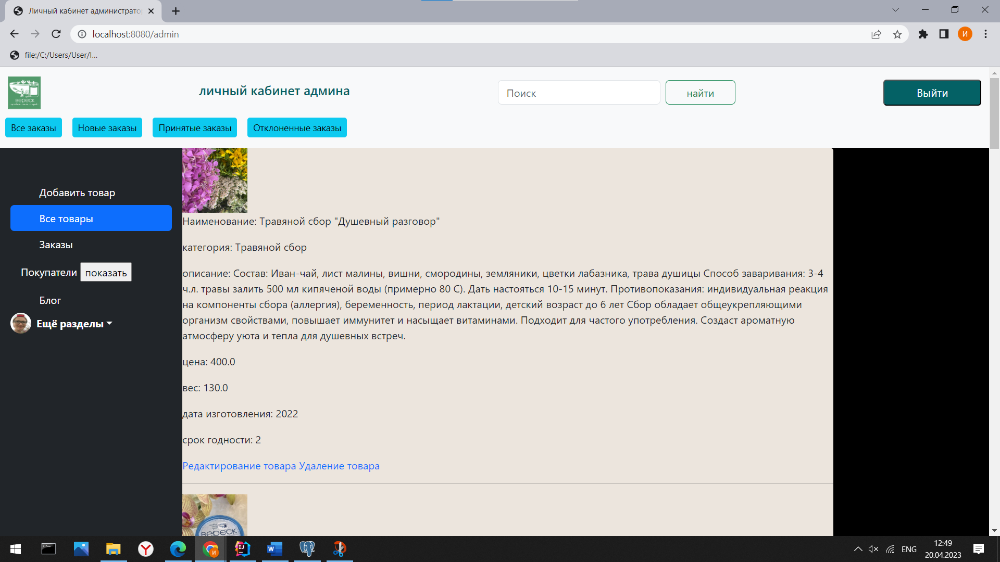 Личный кабинет администрато
localhost:8080/admin
И
file:/C:/Users/User/I...
вереск
личный кабинет админа
Поиск
найти
Выйти
Все заказы
Новые заказы
Принятые заказы
Отклоненные заказы
Добавить товар
Все товары
Заказы
Покупатели показать
Блог
Ещё разделы
Наименование: Травяной сбор "Душевный разговор"
категория: Травяной сбор
описание: Состав: Иван-чай, лист малины, вишни, смородины, земляники, цветки лабазника, трава душицы Способ заваривания: 3-4
ч.л. травы залить 500 мл кипяченой воды (примерно 80 С). Дать настояться 10-15 минут. Противопоказания: индивидуальная реакция
на компоненты сбора (аллергия), беременность, период лактации, детский возраст до 6 лет Сбор обладает общеукрепляющими
организм свойствами, повышает иммунитет и насыщает витаминами. Подходит для частого употребления. Создаст ароматную
атмосферу уюта и тепла для душевных встреч.
цена: 400.0
вес: 130.0
дата изготовления: 2022
срок годности: 2
Редактирование товара Удаление товара
вереск
ENG
12:49
20.04.2023